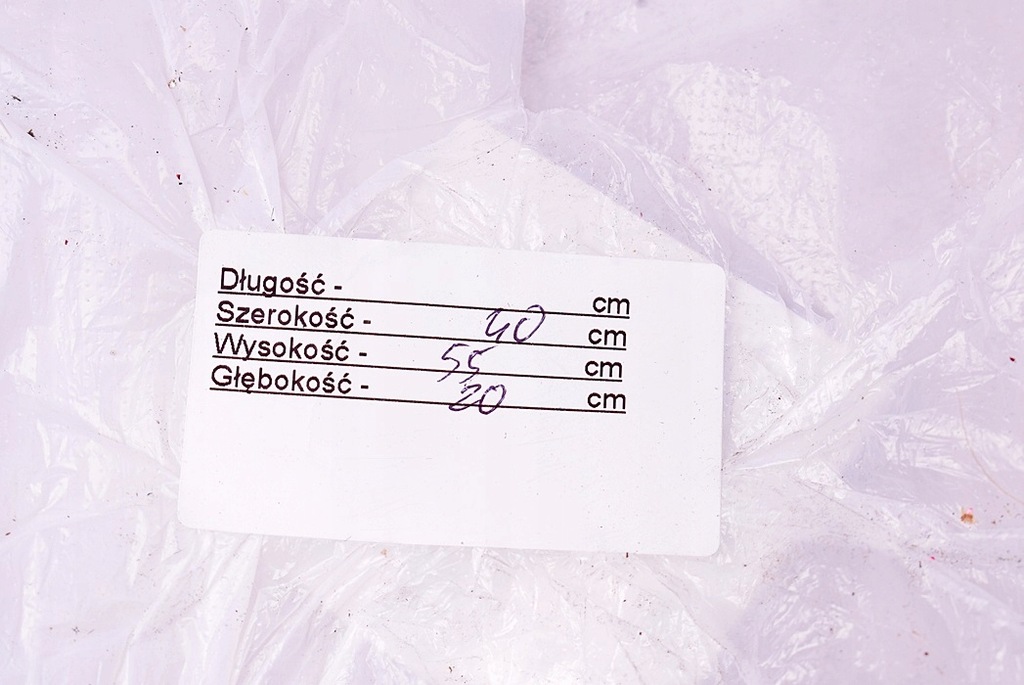 Długość - cm
Szerokość - 40 cm
Wysokość - 55 cm
Głębokość - 20 cm